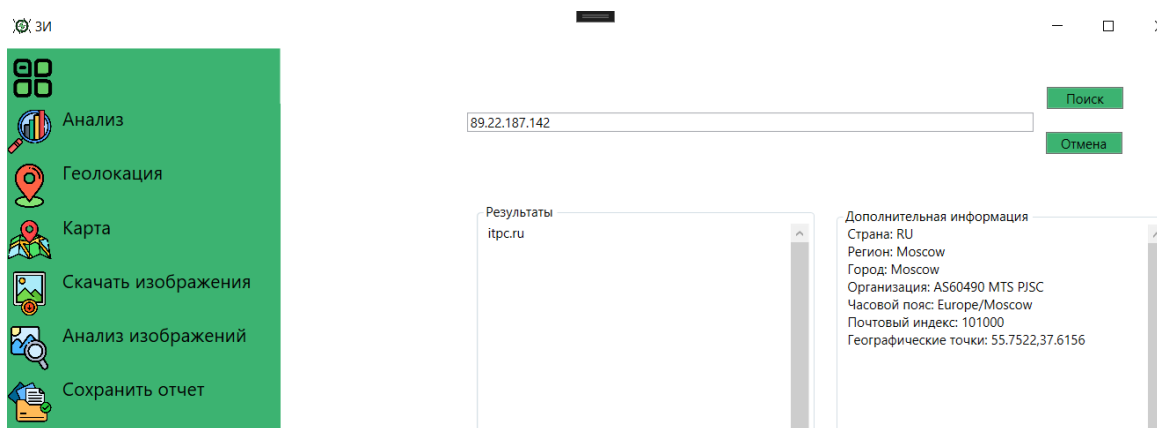 ЗИ
Анализ
Геолокация
Карта
Скачать изображения
Анализ изображений
Сохранить отчет
89.22.187.142
Поиск
Отмена
Результаты
itpc.ru
Дополнительная информация
Страна: RU
Регион: Moscow
Город: Moscow
Организация: AS60490 MTS PJSC
Часовой пояс: Europe/Moscow
Почтовый индекс: 101000
Географические точки: 55.7522,37.6156